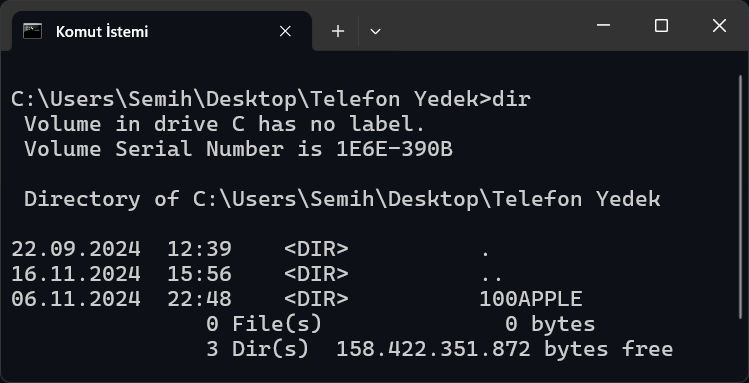 Komut İstemi
C:\Users\Semih\Desktop\Telefon Yedek>dir
 Volume in drive C has no label.
 Volume Serial Number is 1E6E-390B

 Directory of C:\Users\Semih\Desktop\Telefon Yedek

22.09.2024  12:39    <DIR>          .
16.11.2024  15:56    <DIR>          ..
06.11.2024  22:48    <DIR>          100APPLE
               0 File(s)              0 bytes
               3 Dir(s)  158.422.351.872 bytes free